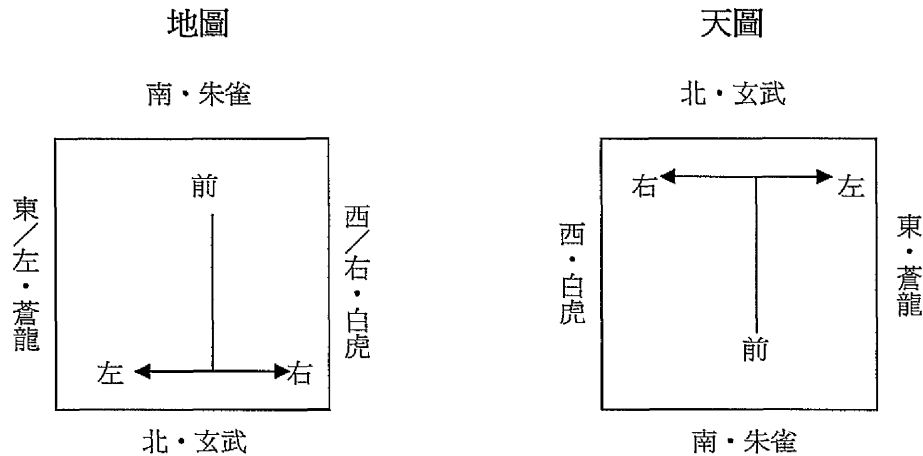 地圖
南・朱雀
前
東／左・蒼龍
西／右・白虎
左
右
北・玄武
天圖
北・玄武
右
左
西・白虎
東・蒼龍
前
南・朱雀